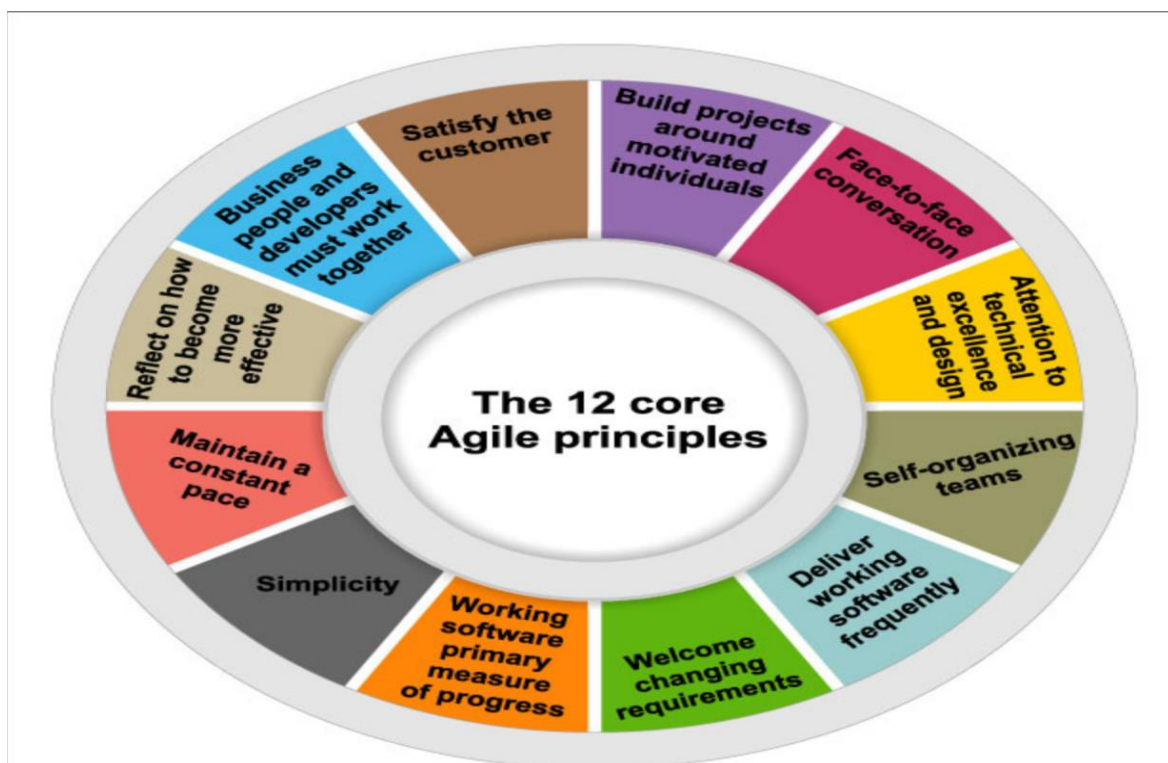 The 12 core
Agile principles
Satisfy the
customer
Build projects
around
motivated
individuals
Face-to-face
conversation
Attention to
technical
excellence
and design
Self-organizing
teams
Deliver
working
software
frequently
Welcome
changing
requirements
Working
software
primary
measure
of progress
Simplicity
Maintain a
constant
pace
Reflect on how
to become
more
effective
Business
people and
developers
must work
together